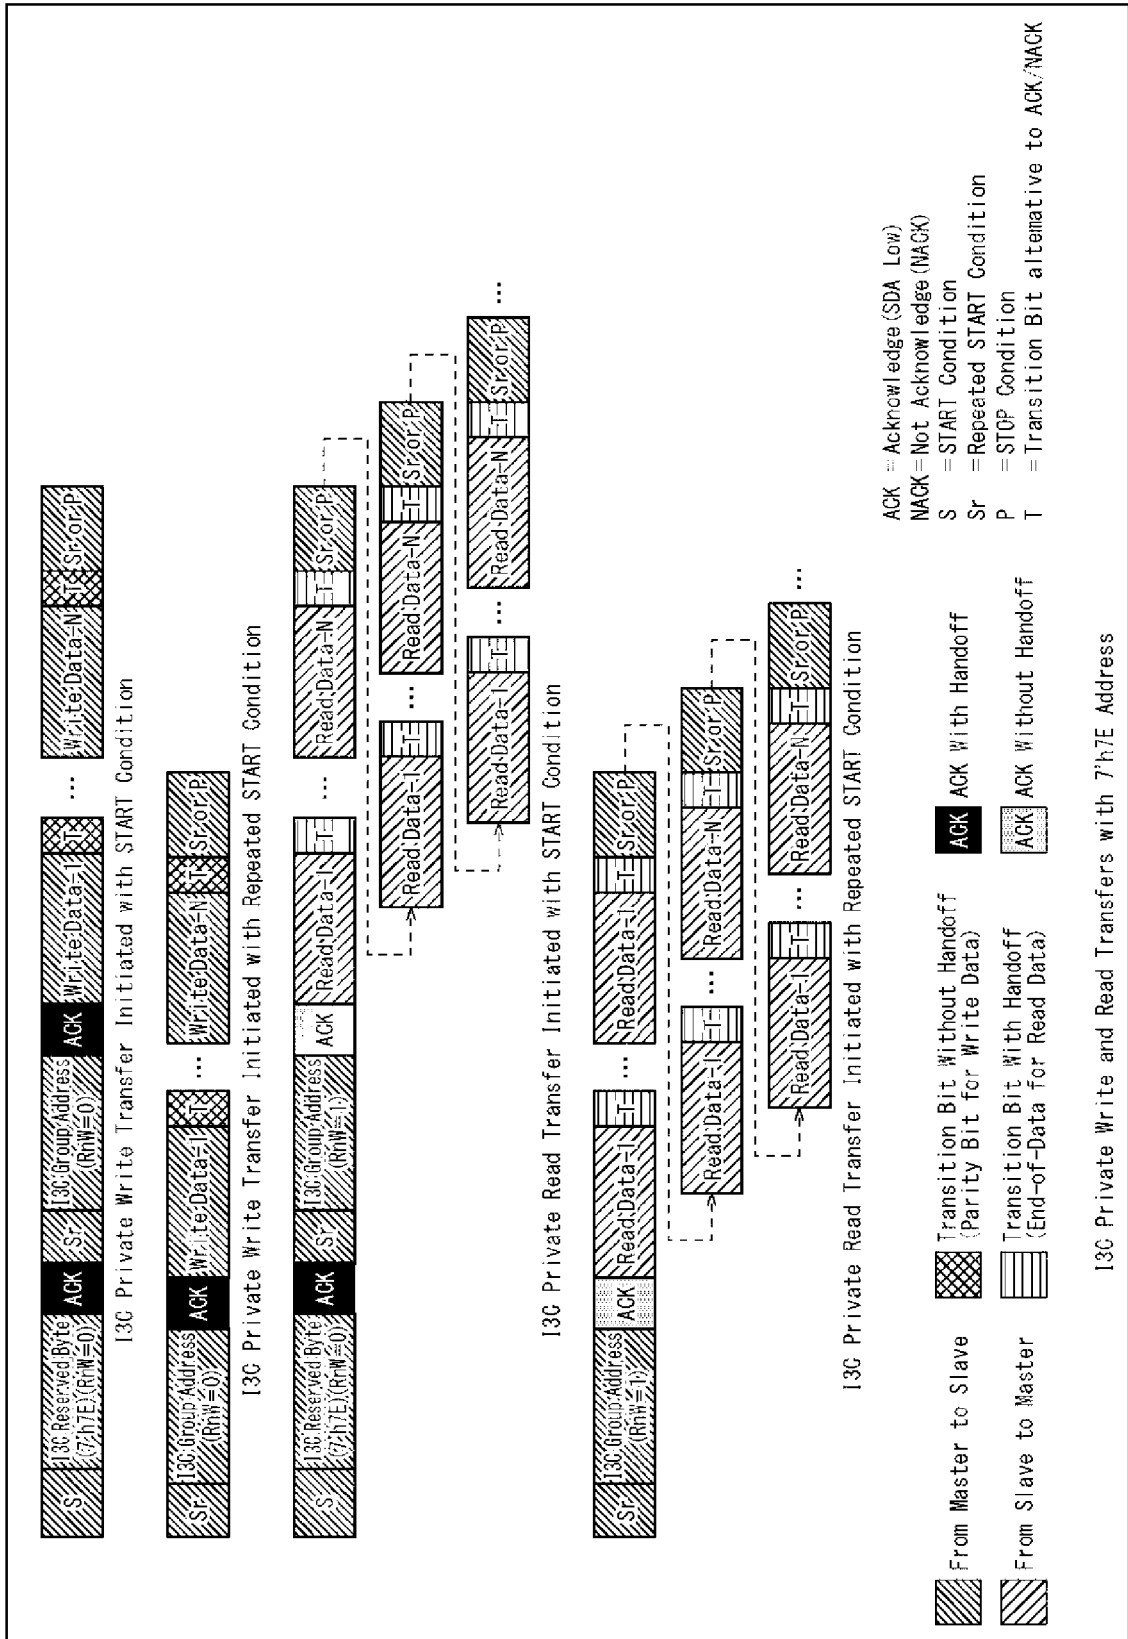 S I3C Reserved Byte ACK Sr I3C Group Address ACK Write Data-1 T ... Write Data-N T Sr or P
(7'h7E)(RnW=0) (RnW=0)
I3C Private Write Transfer Initiated with START Condition
Sr I3C Group Address ACK Write Data-1 T ... Write Data-N T Sr or P
(RnW=0)
I3C Private Write Transfer Initiated with Repeated START Condition
S I3C Reserved Byte ACK Sr I3C Group Address ACK Read Data-1 T ... Read Data-N T Sr or P
(7'h7E)(RnW=0) (RnW=1)
Read Data-1 T ... Read Data-N T Sr or P
Read Data-1 T ... Read Data-N T Sr or P ...
I3C Private Read Transfer Initiated with START Condition
Sr I3C Group Address ACK Read Data-1 T ... Read Data-1 T Sr or P
(RnW=1)
Read Data-1 T ... Read Data-N T Sr or P
Read Data-1 T ... Read Data-N T Sr or P ...
I3C Private Read Transfer Initiated with Repeated START Condition
ACK =Acknowledge(SDA Low)
NACK=Not Acknowledge(NACK)
S =START Condition
Sr =Repeated START Condition
P =STOP Condition
T =Transition Bit alternative to ACK/NACK
From Master to Slave
Transition Bit Without Handoff
(Parity Bit for Write Data)
ACK ACK With Handoff
From Slave to Master
Transition Bit With Handoff
(End-of-Data for Read Data)
ACK ACK Without Handoff
I3C Private Write and Read Transfers with 7'h7E Address